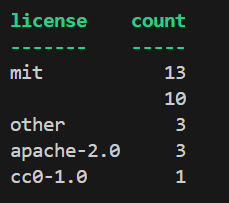 license    count
-------    -----
mit           13
              10
other          3
apache-2.0     3
cc0-1.0        1